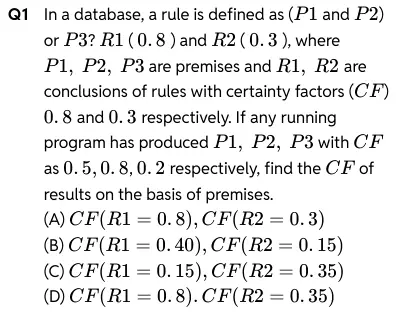 Q1 In a database, a rule is defined as (P1 and P2)
or P3? R1 ( 0. 8 ) and R2 ( 0. 3 ), where
P1, P2, P3 are premises and R1, R2 are
conclusions of rules with certainty factors (CF)
0. 8 and 0. 3 respectively. If any running
program has produced P1, P2, P3 with CF
as 0. 5, 0. 8, 0. 2 respectively, find the CF of
results on the basis of premises.
(A) CF(R1 = 0. 8), CF(R2 = 0. 3)
(B) CF(R1 = 0. 40), CF(R2 = 0. 15)
(C) CF(R1 = 0. 15), CF(R2 = 0. 35)
(D) CF(R1 = 0. 8). CF(R2 = 0. 35)